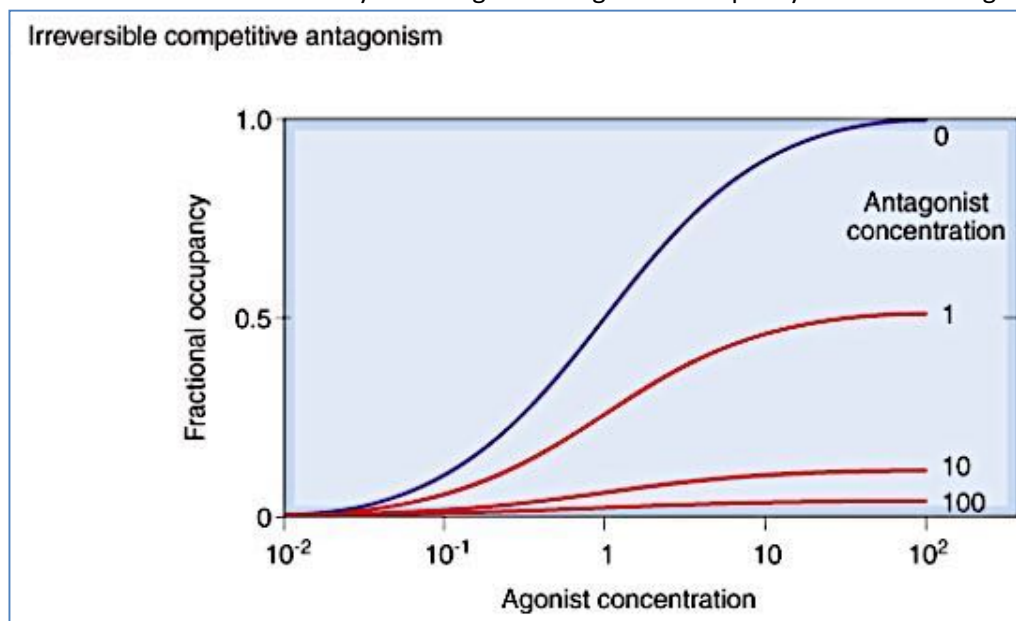 Irreversible competitive antagonism
1.0
0
Antagonist
concentration
Fractional occupancy
0.5
1
10
100
0
10⁻²
10⁻¹
1
10
10²
Agonist concentration